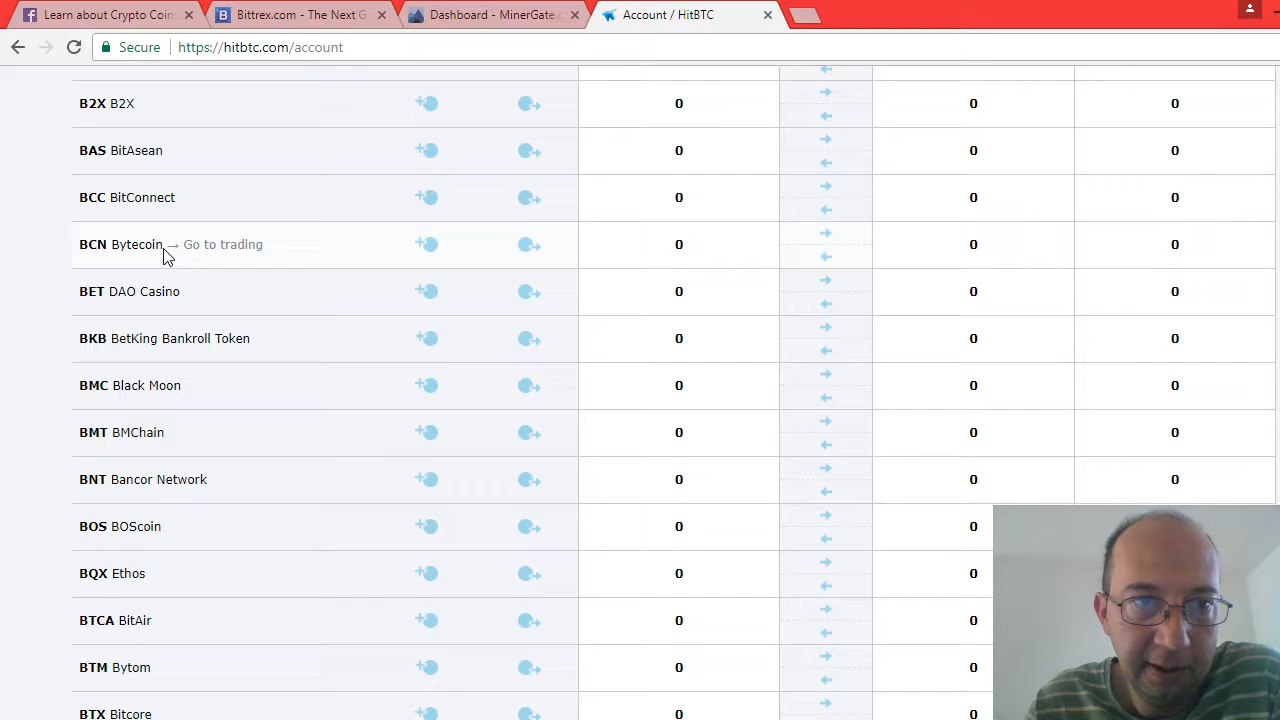 Learn about Crypto Coin
Bittrex.com - The Next G
Dashboard - MinerGate.c
Account / HitBTC
Secure
https://hitbtc.com/account
B2X B2X 0 0 0
BAS 0 0 0
BCC BitConnect 0 0 0
BCN Bytecoin → Go to trading 0 0 0
BET DAO Casino 0 0 0
BKB BetKing Bankroll Token 0 0 0
BMC Black Moon 0 0 0
BMT BMChain 0 0 0
BNT Bancor Network 0 0 0
BOS BOScoin 0 0
BQX Ethos 0 0
BTCA BitAir 0 0
BTM Bytom 0
BTX Bitcore 0